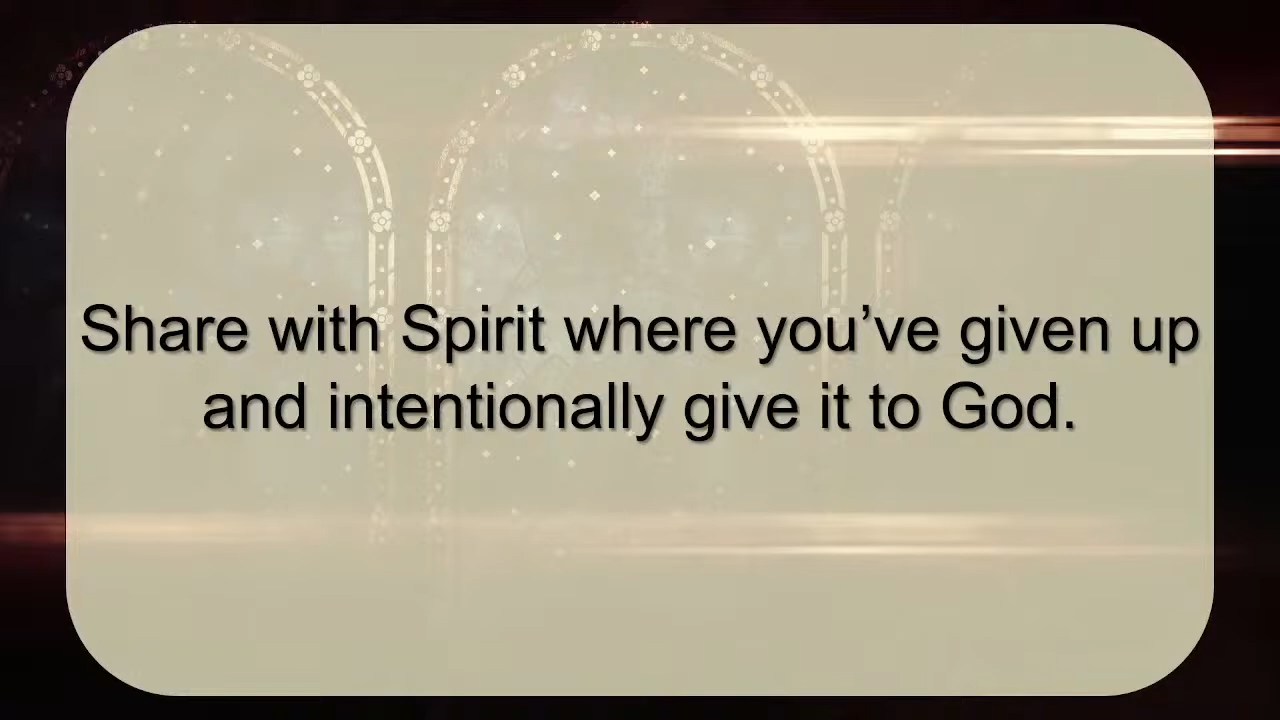 Share with Spirit where you’ve given up
and intentionally give it to God.